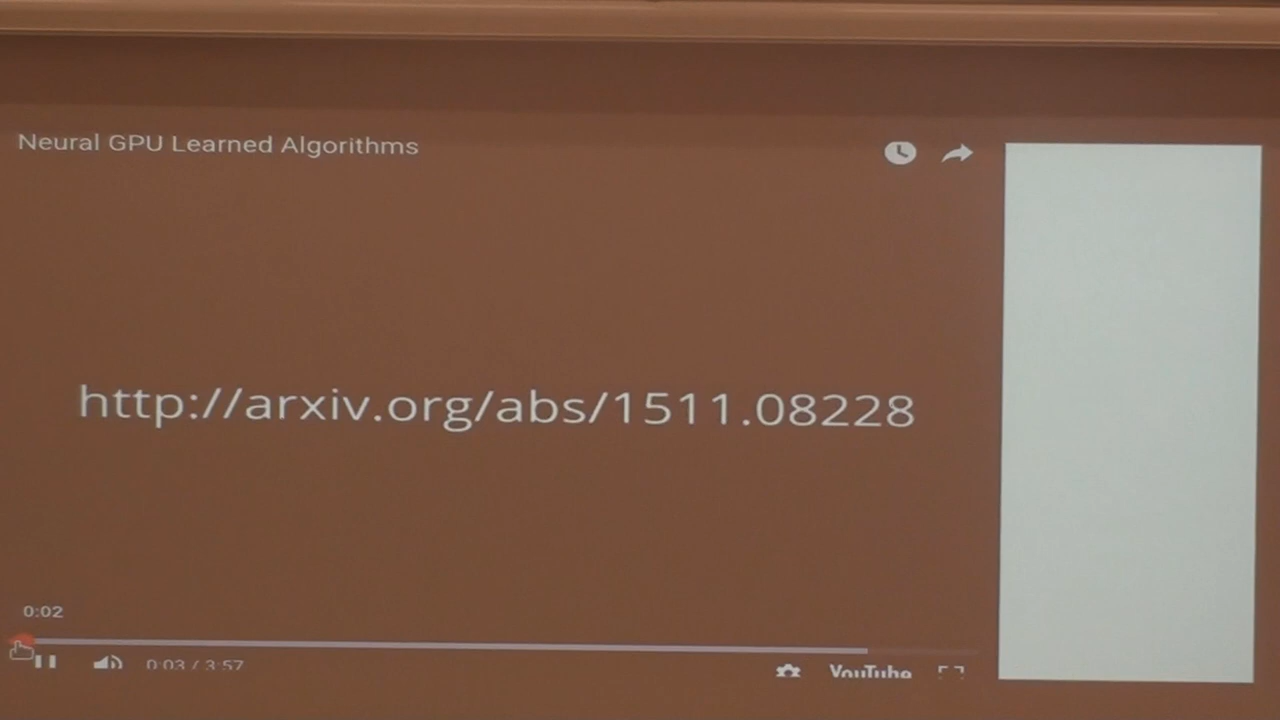 Neural GPU Learned Algorithms
http://arxiv.org/abs/1511.08228
0:02
0:03 / 3:57
YouTube